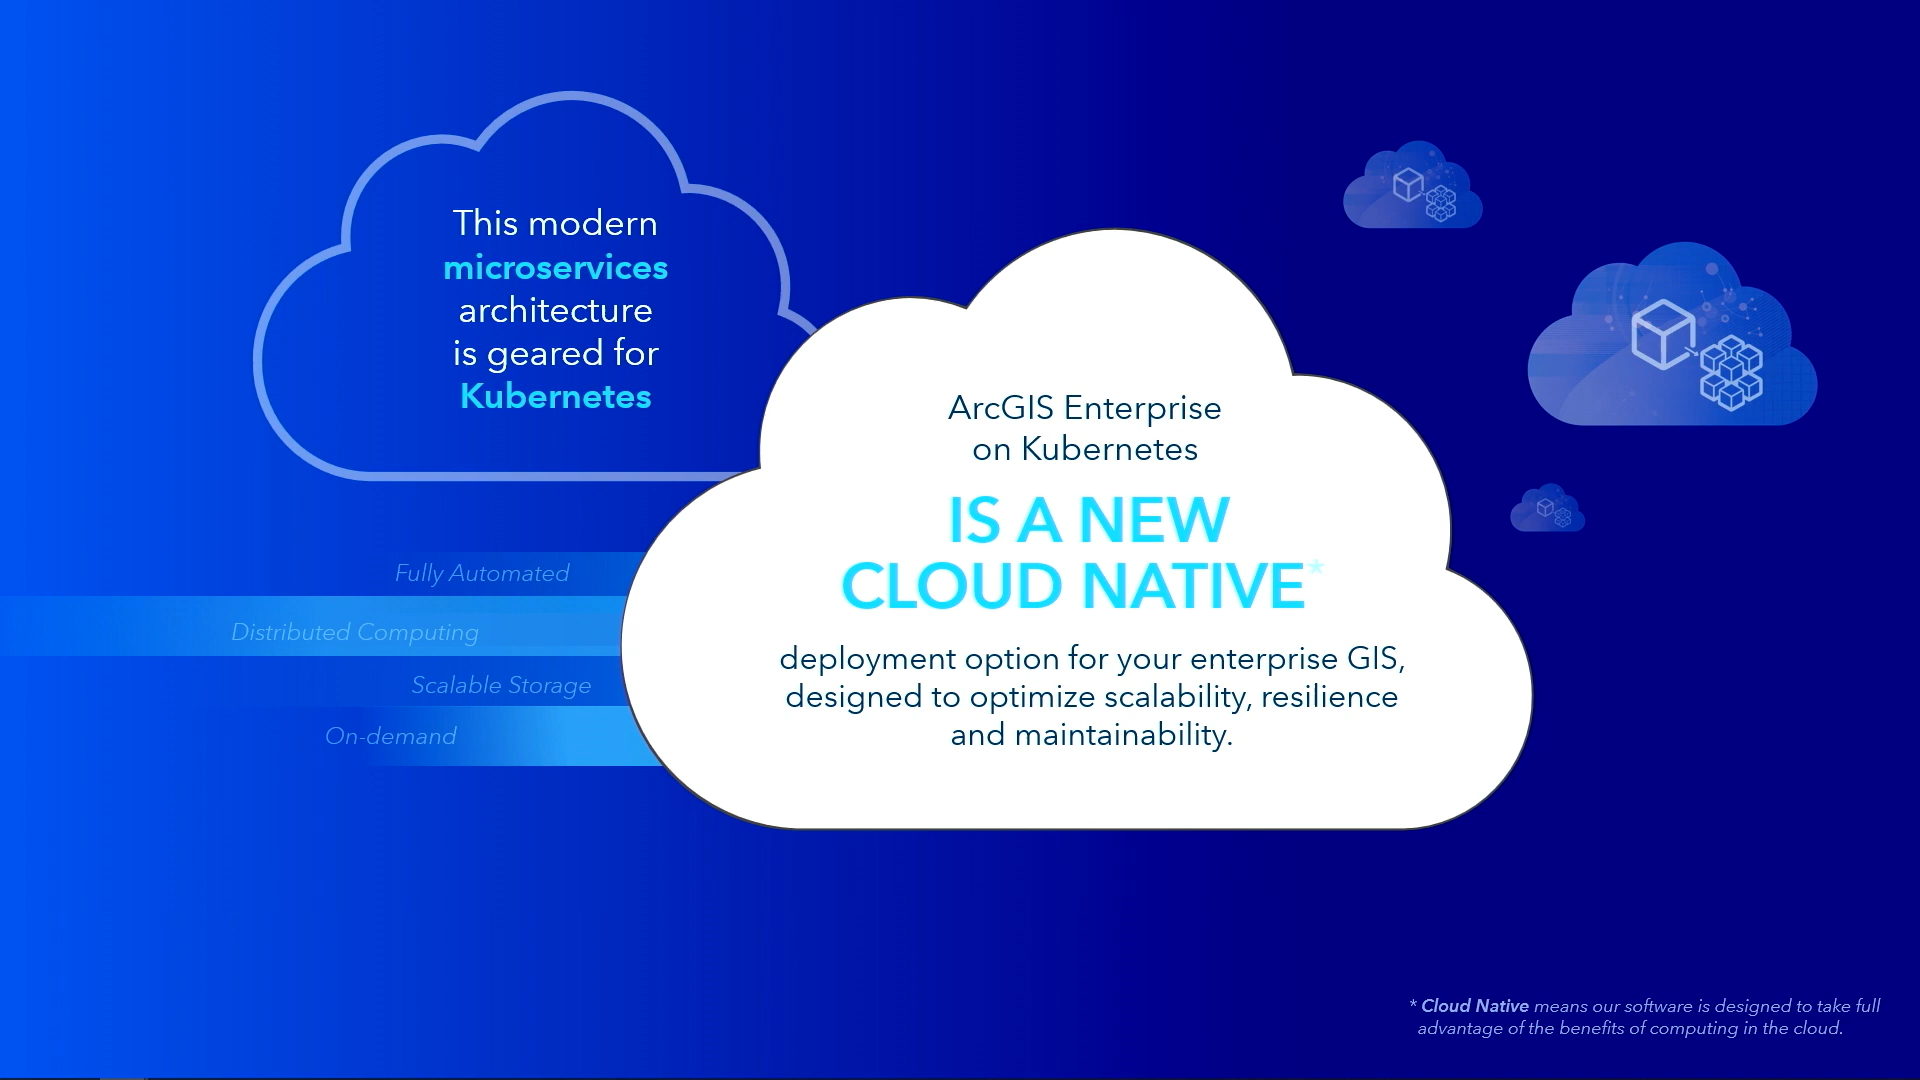 This modern
microservices
architecture
is geared for
Kubernetes
ArcGIS Enterprise
on Kubernetes
IS A NEW
CLOUD NATIVE*
deployment option for your enterprise GIS,
designed to optimize scalability, resilience
and maintainability.
Fully Automated
Distributed Computing
Scalable Storage
On-demand
* Cloud Native means our software is designed to take full
advantage of the benefits of computing in the cloud.